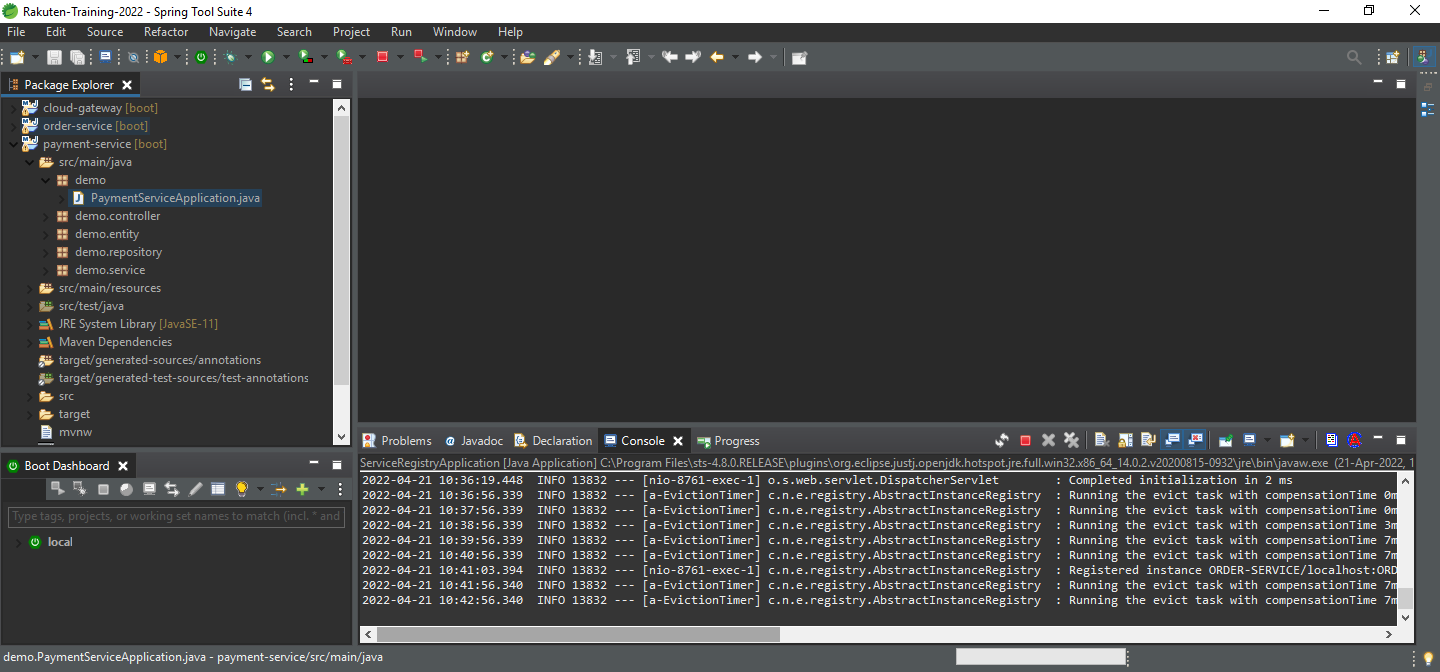 Rakuten-Training-2022 - Spring Tool Suite 4
File Edit Source Refactor Navigate Search Project Run Window Help
Package Explorer
cloud-gateway [boot]
order-service [boot]
payment-service [boot]
src/main/java
demo
PaymentServiceApplication.java
demo.controller
demo.entity
demo.repository
demo.service
src/main/resources
src/test/java
JRE System Library [JavaSE-11]
Maven Dependencies
target/generated-sources/annotations
target/generated-test-sources/test-annotations
src
target
mvnw
Boot Dashboard
Type tags, projects, or working set names to match (incl. * and
local
Problems @ Javadoc Declaration Console Progress
ServiceRegistryApplication [Java Application] C:\Program Files\sts-4.8.0.RELEASE\plugins\org.eclipse.justj.openjdk.hotspot.jre.full.win32.x86_64_14.0.2.v20200815-0932\jre\bin\javaw.exe (21-Apr-2022, 1
2022-04-21 10:36:19.448  INFO 13832 --- [nio-8761-exec-1] o.s.web.servlet.DispatcherServlet        : Completed initialization in 2 ms
2022-04-21 10:36:56.339  INFO 13832 --- [a-EvictionTimer] c.n.e.registry.AbstractInstanceRegistry  : Running the evict task with compensationTime 0m
2022-04-21 10:37:56.339  INFO 13832 --- [a-EvictionTimer] c.n.e.registry.AbstractInstanceRegistry  : Running the evict task with compensationTime 0m
2022-04-21 10:38:56.339  INFO 13832 --- [a-EvictionTimer] c.n.e.registry.AbstractInstanceRegistry  : Running the evict task with compensationTime 3m
2022-04-21 10:39:56.339  INFO 13832 --- [a-EvictionTimer] c.n.e.registry.AbstractInstanceRegistry  : Running the evict task with compensationTime 7m
2022-04-21 10:40:56.339  INFO 13832 --- [a-EvictionTimer] c.n.e.registry.AbstractInstanceRegistry  : Running the evict task with compensationTime 7m
2022-04-21 10:41:03.394  INFO 13832 --- [nio-8761-exec-1] c.n.e.registry.AbstractInstanceRegistry  : Registered instance ORDER-SERVICE/localhost:ORD
2022-04-21 10:41:56.340  INFO 13832 --- [a-EvictionTimer] c.n.e.registry.AbstractInstanceRegistry  : Running the evict task with compensationTime 7m
2022-04-21 10:42:56.340  INFO 13832 --- [a-EvictionTimer] c.n.e.registry.AbstractInstanceRegistry  : Running the evict task with compensationTime 7m
demo.PaymentServiceApplication.java - payment-service/src/main/java